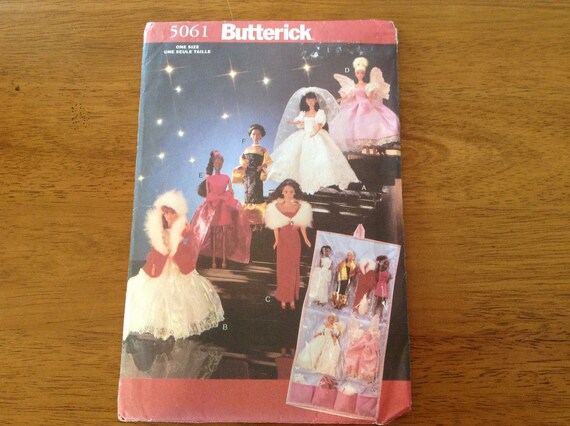 5061 Butterick
ONE SIZE
UNE SEULE TAILLE
D
F
A
E
C
B